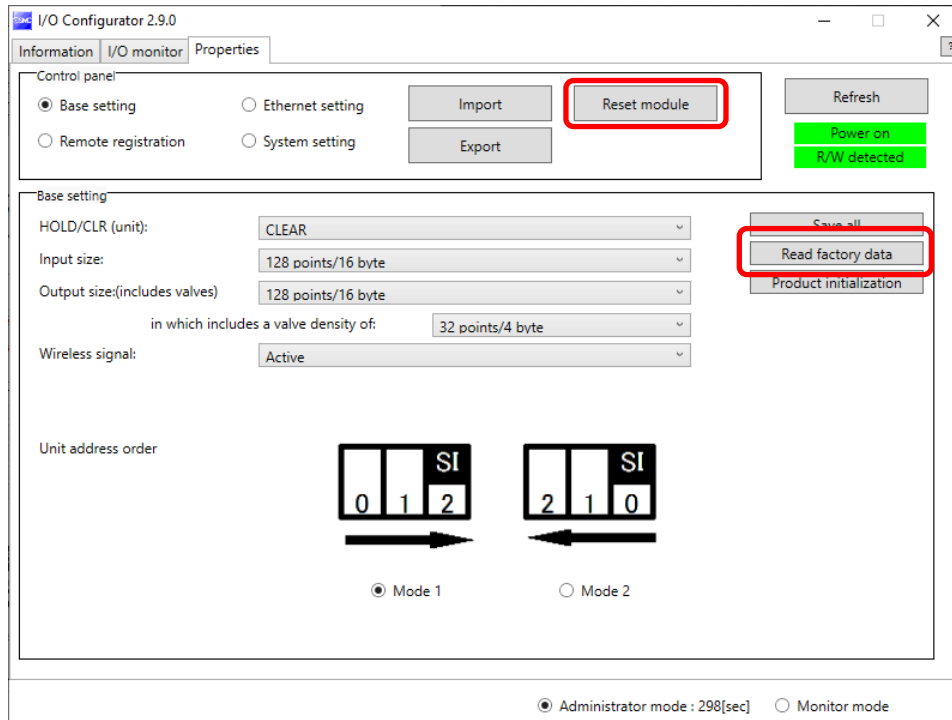 SMC I/O Configurator 2.9.0
?
Information I/O monitor Properties
Control panel
Base setting Ethernet setting Import Reset module Refresh
Remote registration System setting Export Power on
R/W detected
Base setting
HOLD/CLR (unit): CLEAR Save all
Input size: 128 points/16 byte Read factory data
Output size:(includes valves) 128 points/16 byte Product initialization
in which includes a valve density of: 32 points/4 byte
Wireless signal: Active
Unit address order
SI SI
0 1 2 2 1 0
Mode 1 Mode 2
Administrator mode : 298[sec] Monitor mode